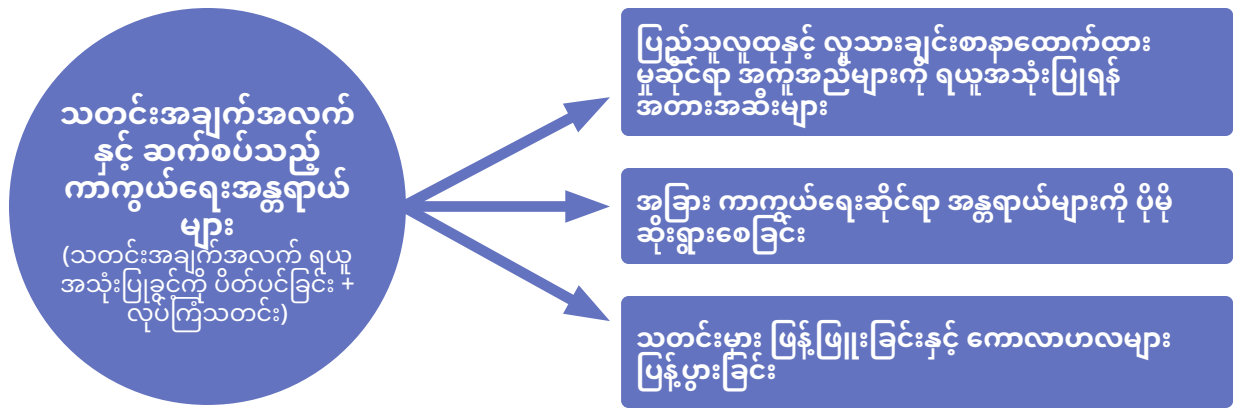 သတင်းအချက်အလက်
နှင့် ဆက်စပ်သည့်
ကာကွယ်ရေးအန္တရာယ်
များ
(သတင်းအချက်အလက် ရယူ
အသုံးပြုခွင့်ကို ပိတ်ပင်ခြင်း +
လုပ်ကြံသတင်း)
ပြည်သူလူထုနှင့် လူသားချင်းစာနာထောက်ထား
မှုဆိုင်ရာ အကူအညီများကို ရယူအသုံးပြုရန်
အတားအဆီးများ
အခြား ကာကွယ်ရေးဆိုင်ရာ အန္တရာယ်များကို ပိုမို
ဆိုးရွားစေခြင်း
သတင်းမှား ဖြန့်ဖြူးခြင်းနှင့် ကောလာဟလများ
ပြန့်ပွားခြင်း